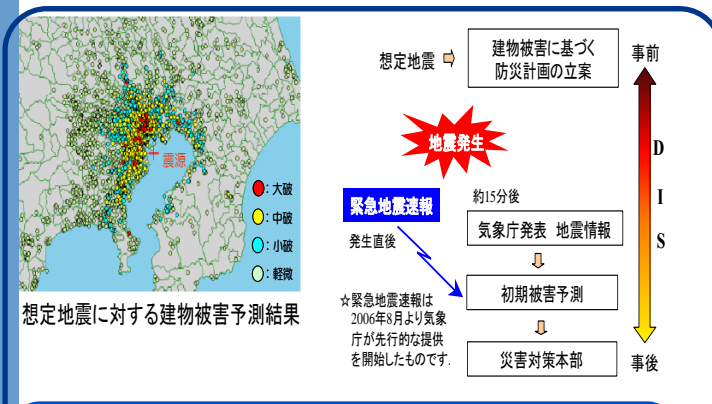 震源
：大破
：中破
：小破
：軽微
想定地震に対する建物被害予測結果
想定地震
建物被害に基づく
防災計画の立案
事前
地震発生
D
I
S
緊急地震速報
発生直後
約15分後
気象庁発表 地震情報
初期被害予測
災害対策本部
事後
☆緊急地震速報は
2006年8月より気象
庁が先行的な提供
を開始したものです.